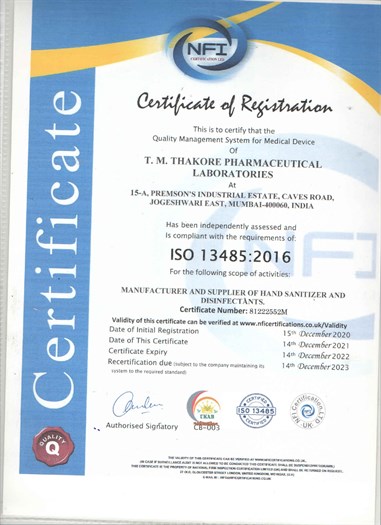 NFI
CERTIFICATION LTD
Certificate
Certificate of Registration
This is to certify that the
Quality Management System for Medical Device
Of
T. M. THAKORE PHARMACEUTICAL
LABORATORIES
At
15-A, PREMSON'S INDUSTRIAL ESTATE, CAVES ROAD,
JOGESHWARI EAST, MUMBAI-400060, INDIA
Has been independently assessed and
Is compliant with the requirements of:
ISO 13485:2016
For the following scope of activities:
MANUFACTURER AND SUPPLIER OF HAND SANITIZER AND
DISINFECTANTS.
Certificate Number: 81222552M
Validity of this certificate can be verified at www.nficertifications.co.uk/Validity
Date of Initial Registration 15th December 2020
Date of This Certificate 14th December 2021
Certificate Expiry 14th December 2022
Recertification due (subject to the company maintaining its 14th December 2023
system to the required standard)
Authorised Signatory
CB-003
CERTIFIED
ISO 13485
CERTIFIED
UK
QUALITY
Q